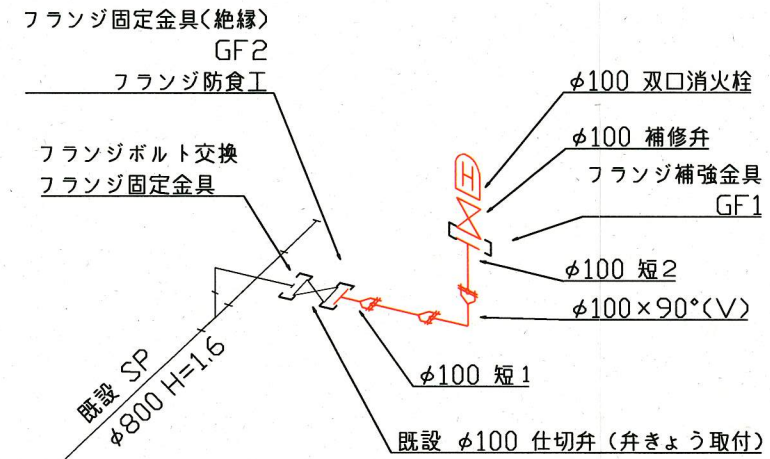 フランジ固定金具(絶縁)
GF2
フランジ防食工
フランジボルト交換
フランジ固定金具
φ100 双口消火栓
φ100 補修弁
フランジ補強金具
GF1
φ100 短2
φ100×90°(V)
φ100 短1
既設 φ100 仕切弁(弁きょう取付)
既設 SP
φ800 H=1.6
H